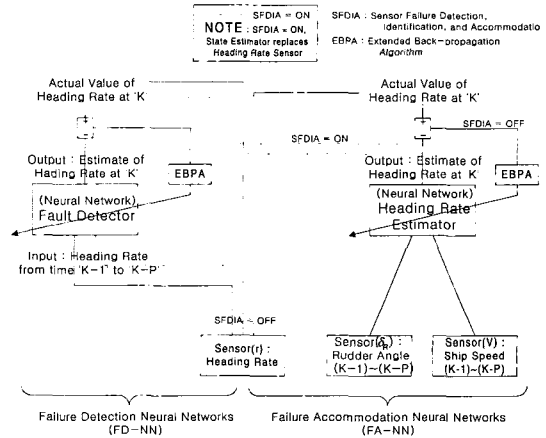 SFDIA = ON
NOTE : SFDIA = ON,
State Estimator replaces
Heading Rate Sensor
SFDIA : Sensor Failure Detection,
Identification, and Accommodatio
EBPA : Extended Back-propagation
Algorithm
Actual Value of
Heading Rate at 'K'
Output : Estimate of
Hading Rate at 'K'
EBPA
(Neural Network)
Fault Detector
Input : Heading Rate
from time 'K-1' to 'K-P'
Actual Value of
Heading Rate at 'K'
SFDIA = OFF
SFDIA = ON
Output : Estimate of
Heading Rate at 'K'
EBPA
(Neural Network)
Heading Rate
Estimator
SFDIA = OFF
Sensor(r) :
Heading Rate
Sensor(δR) :
Rudder Angle
(K-1)~(K-P)
Sensor(V) :
Ship Speed
(K-1)~(K-P)
Failure Detection Neural Networks
(FD-NN)
Failure Accommodation Neural Networks
(FA-NN)